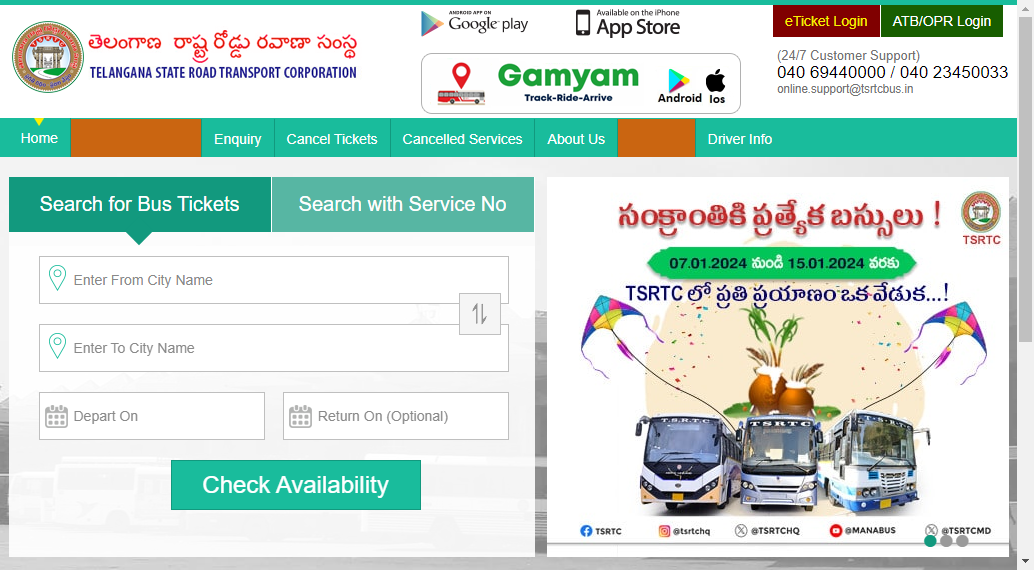 తెలంగాణ రాష్ట్ర రోడ్డు రవాణా సంస్థ
TELANGANA STATE ROAD TRANSPORT CORPORATION
ANDROID APP ON
Google play
Available on the iPhone
App Store
Gamyam
Track-Ride-Arrive
Android
Ios
eTicket Login
ATB/OPR Login
(24/7 Customer Support)
040 69440000 / 040 23450033
online.support@tsrtcbus.in
Home
Enquiry
Cancel Tickets
Cancelled Services
About Us
Driver Info
Search for Bus Tickets
Search with Service No
Enter From City Name
Enter To City Name
Depart On
Return On (Optional)
Check Availability
సంక్రాంతికి ప్రత్యేక బస్సులు !
TSRTC
07.01.2024 నుండి 15.01.2024 వరకు
TSRTC లో ప్రతి ప్రయాణం ఒక వేడుక...!
T.S.R.T.C
TSRTC
T.S.R.T.C
TSRTC
@tsrtchq
@TSRTCHQ
@MANABUS
@TSRTCMD